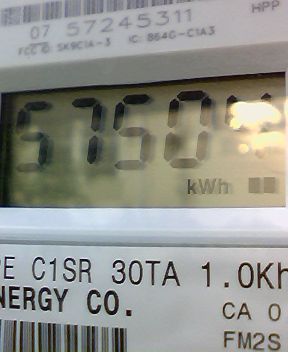 HPP
07 57245311
FCC ID: SK9C1A-3 IC: 864G-C1A3
5750
kWh
PE C1SR 30TA 1.0Kh
NERGY CO.
CA 0
FM2S